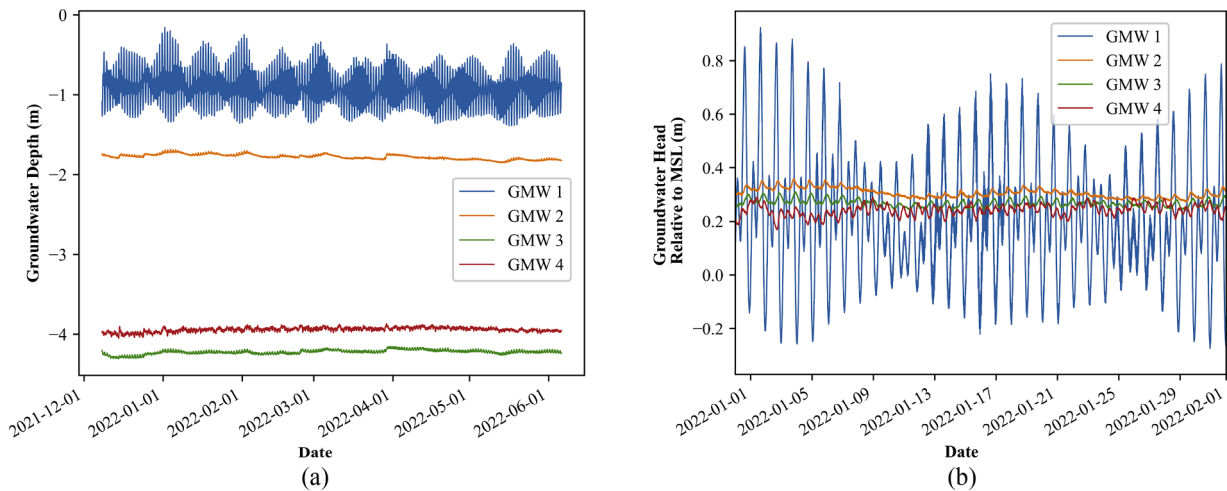 0
−1
−2
−3
−4
Groundwater Depth (m)
GMW 1
GMW 2
GMW 3
GMW 4
2021-12-01
2022-01-01
2022-02-01
2022-03-01
2022-04-01
2022-05-01
2022-06-01
Date
(a)
0.8
0.6
0.4
0.2
0.0
−0.2
Groundwater Head
Relative to MSL (m)
GMW 1
GMW 2
GMW 3
GMW 4
2022-01-01
2022-01-05
2022-01-09
2022-01-13
2022-01-17
2022-01-21
2022-01-25
2022-01-29
2022-02-01
Date
(b)